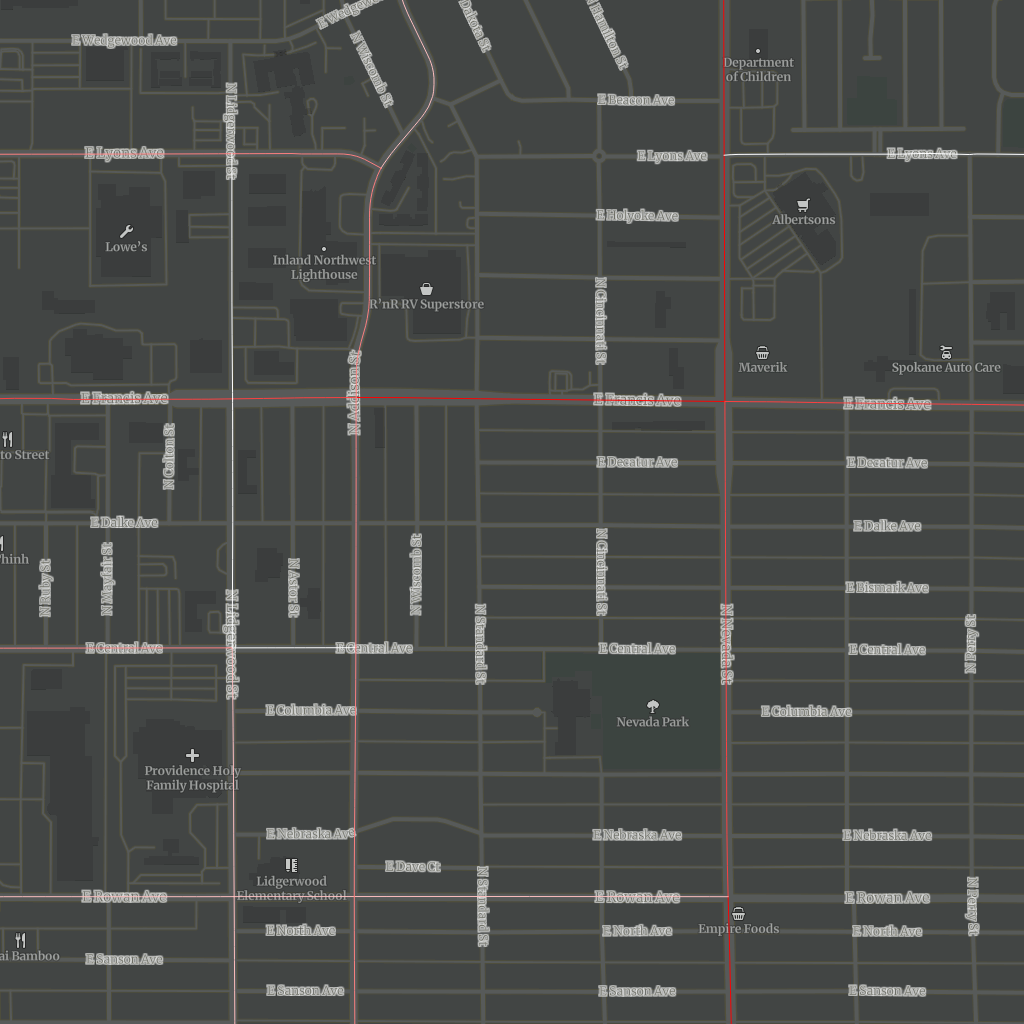 E Wedgewood Ave
E Wedgewood Ave
N Wiscomb St
Dakota St
N Hamilton St
Department
of Children
E Beacon Ave
N Lidgerwood St
E Lyons Ave
E Lyons Ave
E Lyons Ave
E Holyoke Ave
Albertsons
Lowe's
Inland Northwest
Lighthouse
R'nR RV Superstore
N Cincinnati St
Maverik
Spokane Auto Care
N Addison St
E Francis Ave
E Francis Ave
E Francis Ave
to Street
N Colton St
E Decatur Ave
E Decatur Ave
E Dalke Ave
E Dalke Ave
N Ruby St
N Mayfair St
N Astor St
N Wiscomb St
N Cincinnati St
E Bismark Ave
N Lidgerwood St
N Standard St
N Nevada St
N Perry St
E Central Ave
E Central Ave
E Central Ave
E Central Ave
E Columbia Ave
E Columbia Ave
Nevada Park
Providence Holy
Family Hospital
E Nebraska Ave
E Nebraska Ave
E Nebraska Ave
E Dave Ct
Lidgerwood
Elementary School
N Standard St
N Perry St
E Rowan Ave
E Rowan Ave
E Rowan Ave
E North Ave
E North Ave
E North Ave
Empire Foods
ai Bamboo
E Sanson Ave
E Sanson Ave
E Sanson Ave
E Sanson Ave